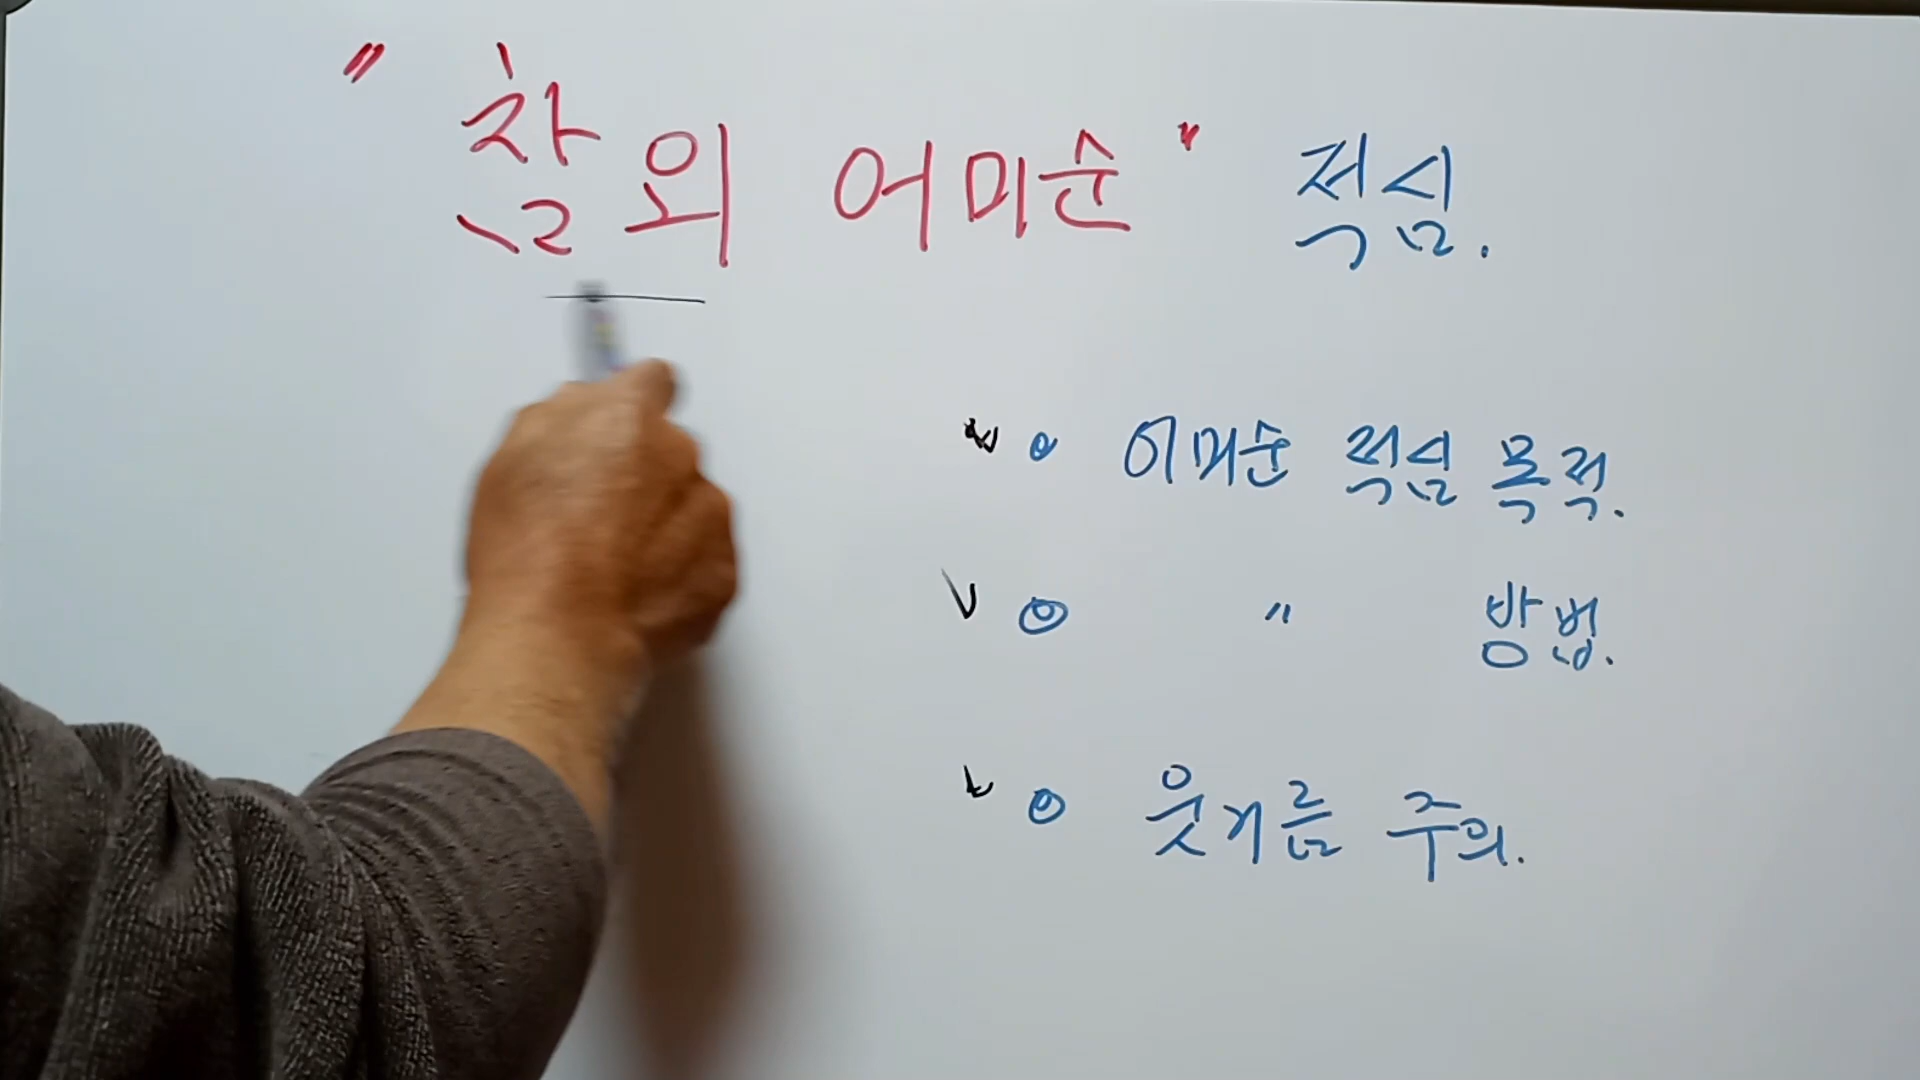 "참외 어미순" 적심.
◎ 어미순 적심 목적.
◎ 〃 방법.
◎ 웃거름 주의.